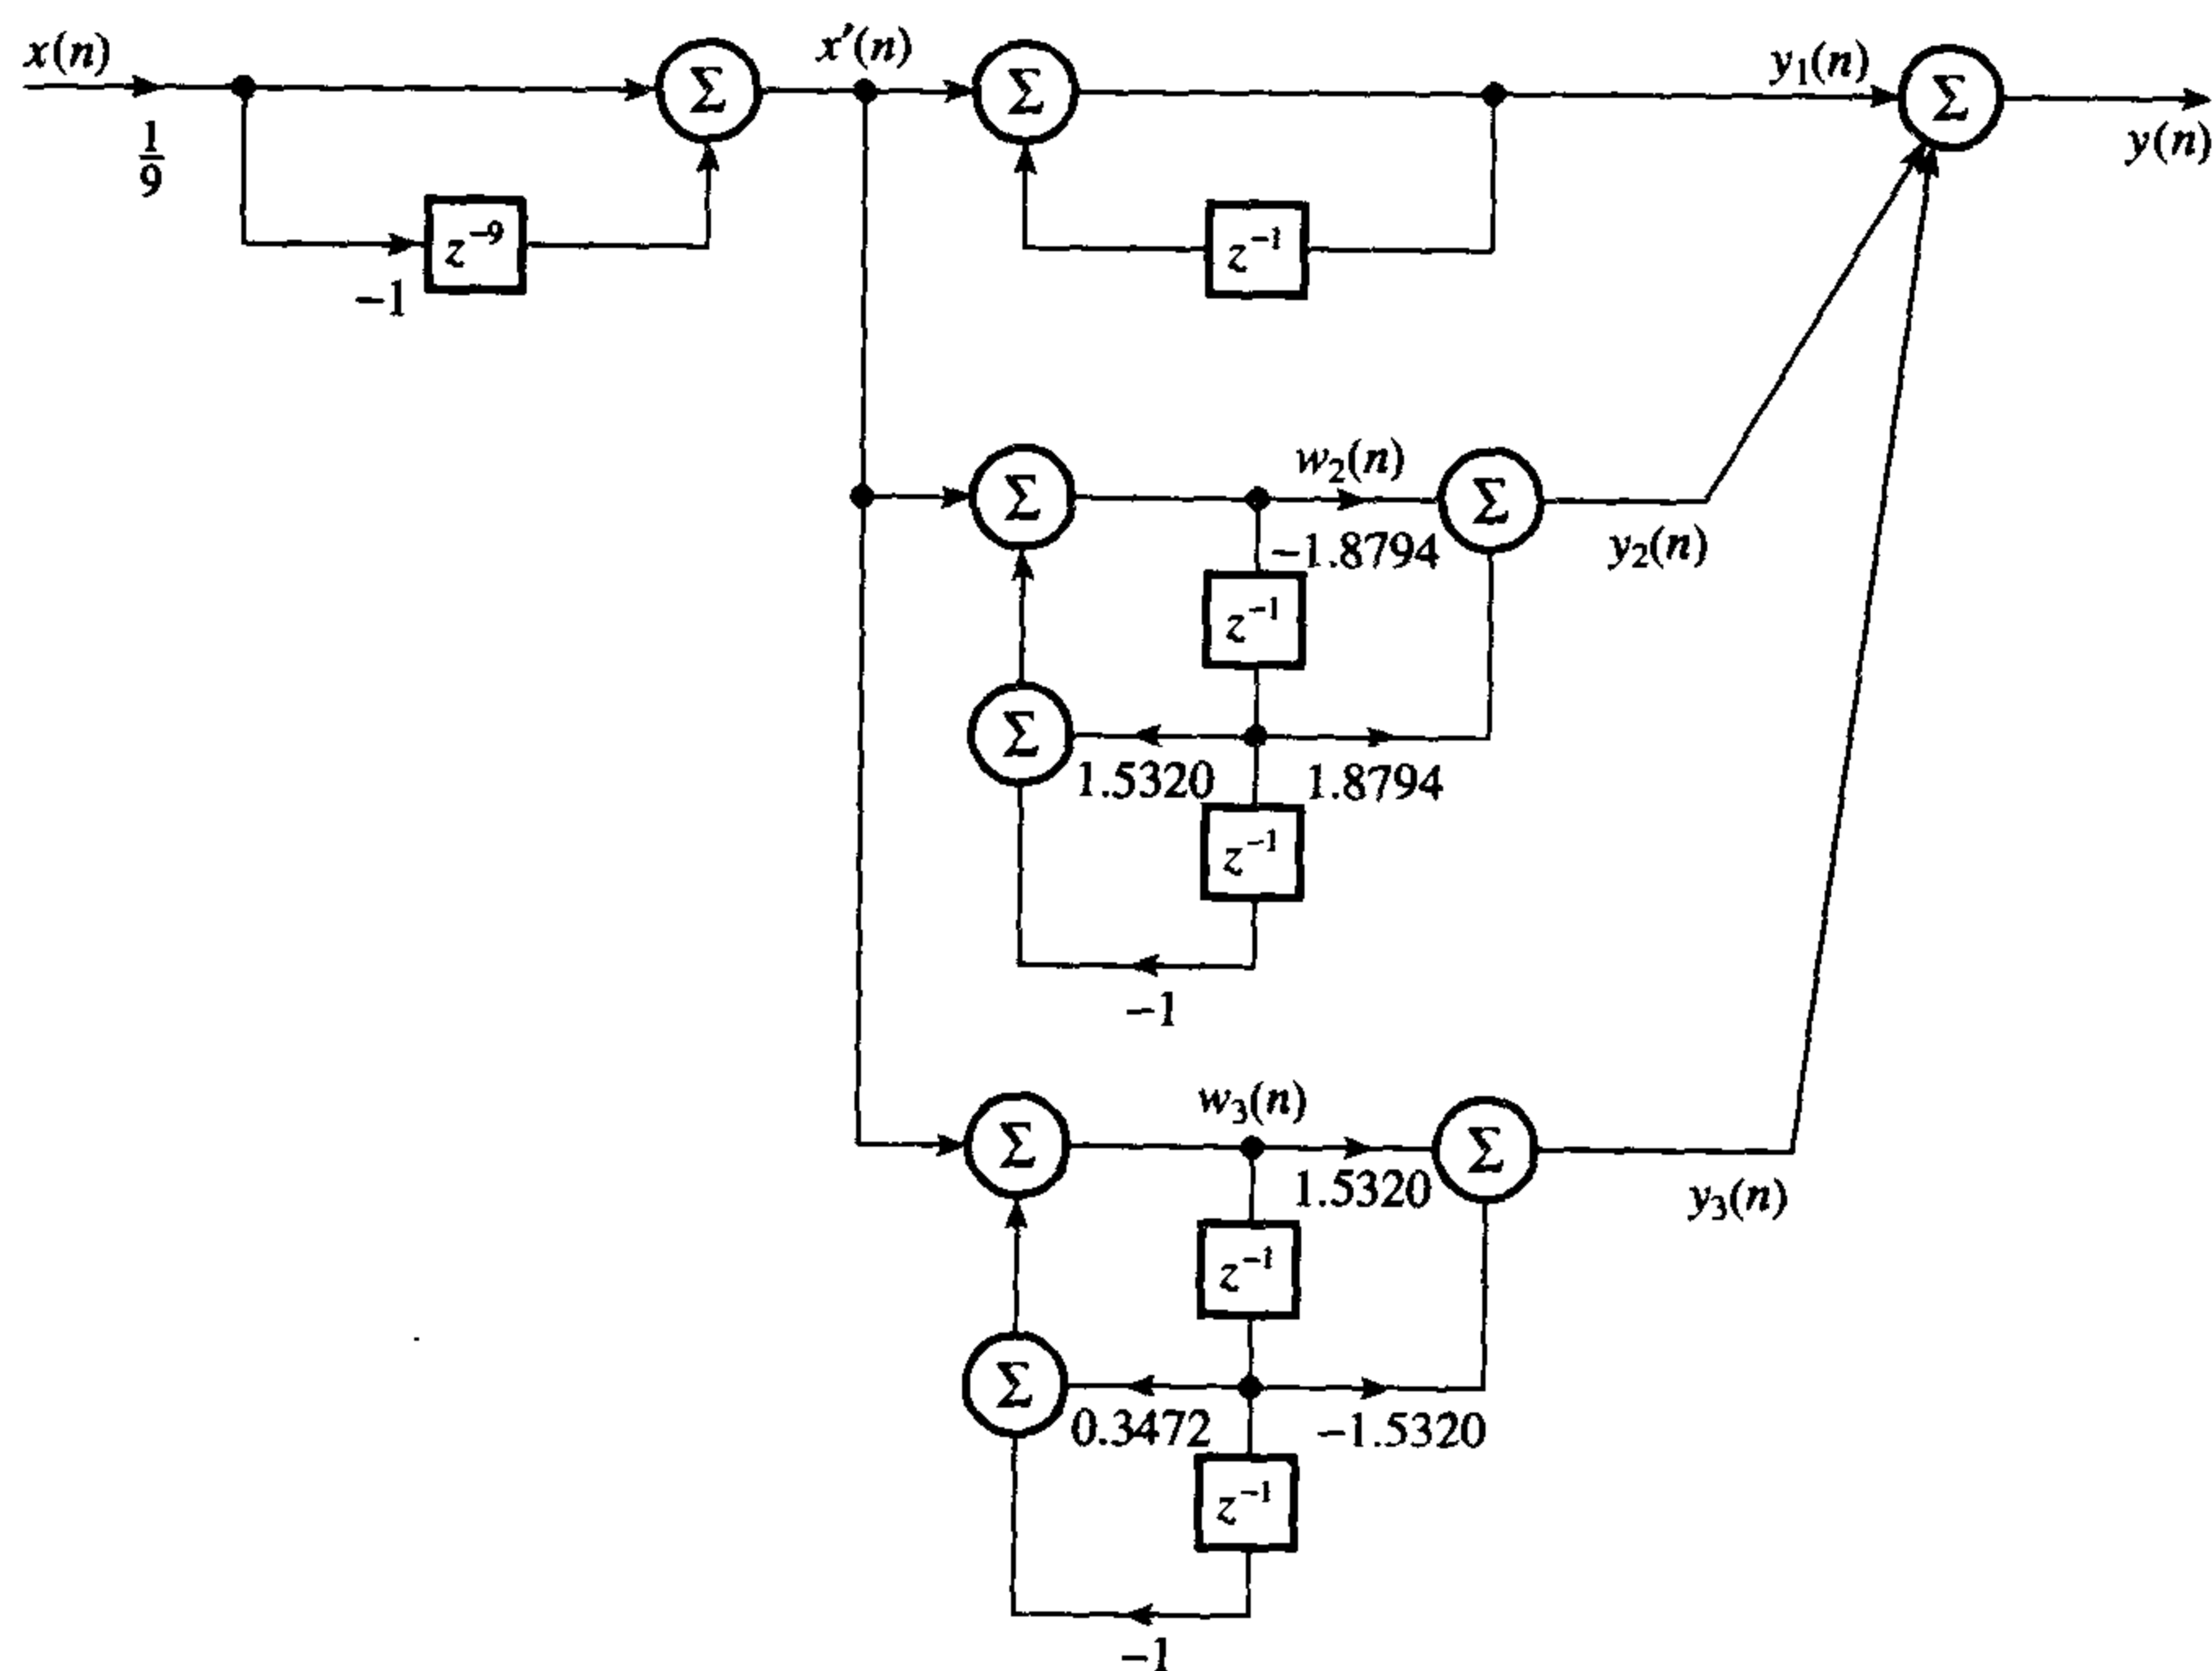 x(n)
x′(n)
y₁(n)
Σ
Σ
Σ
1/9
y(n)
z⁻⁹
z⁻¹
−1
w₂(n)
Σ
Σ
−1.8794
y₂(n)
z⁻¹
Σ
1.5320
1.8794
z⁻¹
−1
w₃(n)
Σ
Σ
1.5320
y₃(n)
z⁻¹
Σ
0.3472
−1.5320
z⁻¹
−1